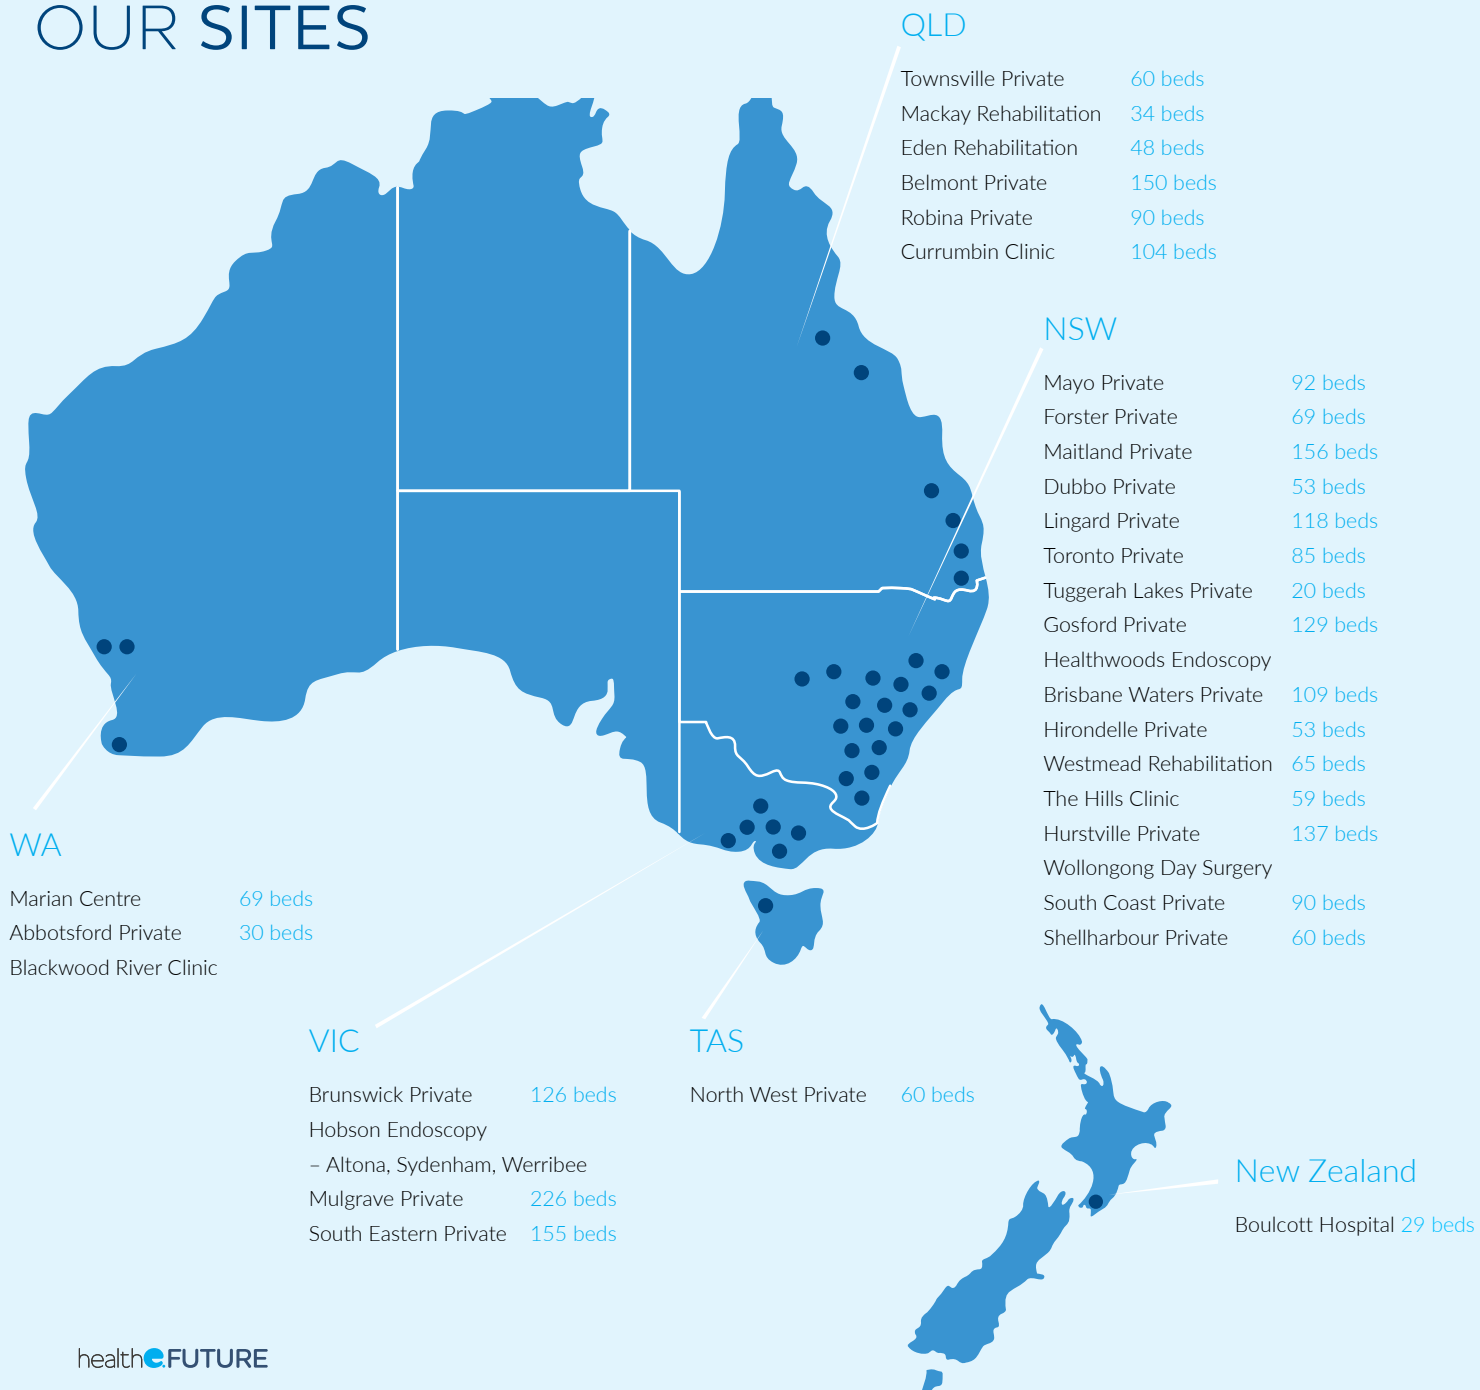 OUR SITES
QLD
Townsville Private 60 beds
Mackay Rehabilitation 34 beds
Eden Rehabilitation 48 beds
Belmont Private 150 beds
Robina Private 90 beds
Currumbin Clinic 104 beds
NSW
Mayo Private 92 beds
Forster Private 69 beds
Maitland Private 156 beds
Dubbo Private 53 beds
Lingard Private 118 beds
Toronto Private 85 beds
Tuggerah Lakes Private 20 beds
Gosford Private 129 beds
Healthwoods Endoscopy
Brisbane Waters Private 109 beds
Hirondelle Private 53 beds
Westmead Rehabilitation 65 beds
The Hills Clinic 59 beds
Hurstville Private 137 beds
Wollongong Day Surgery
South Coast Private 90 beds
Shellharbour Private 60 beds
WA
Marian Centre 69 beds
Abbotsford Private 30 beds
Blackwood River Clinic
VIC
Brunswick Private 126 beds
Hobson Endoscopy
– Altona, Sydenham, Werribee
Mulgrave Private 226 beds
South Eastern Private 155 beds
TAS
North West Private 60 beds
New Zealand
Boulcott Hospital 29 beds
healthe.FUTURE